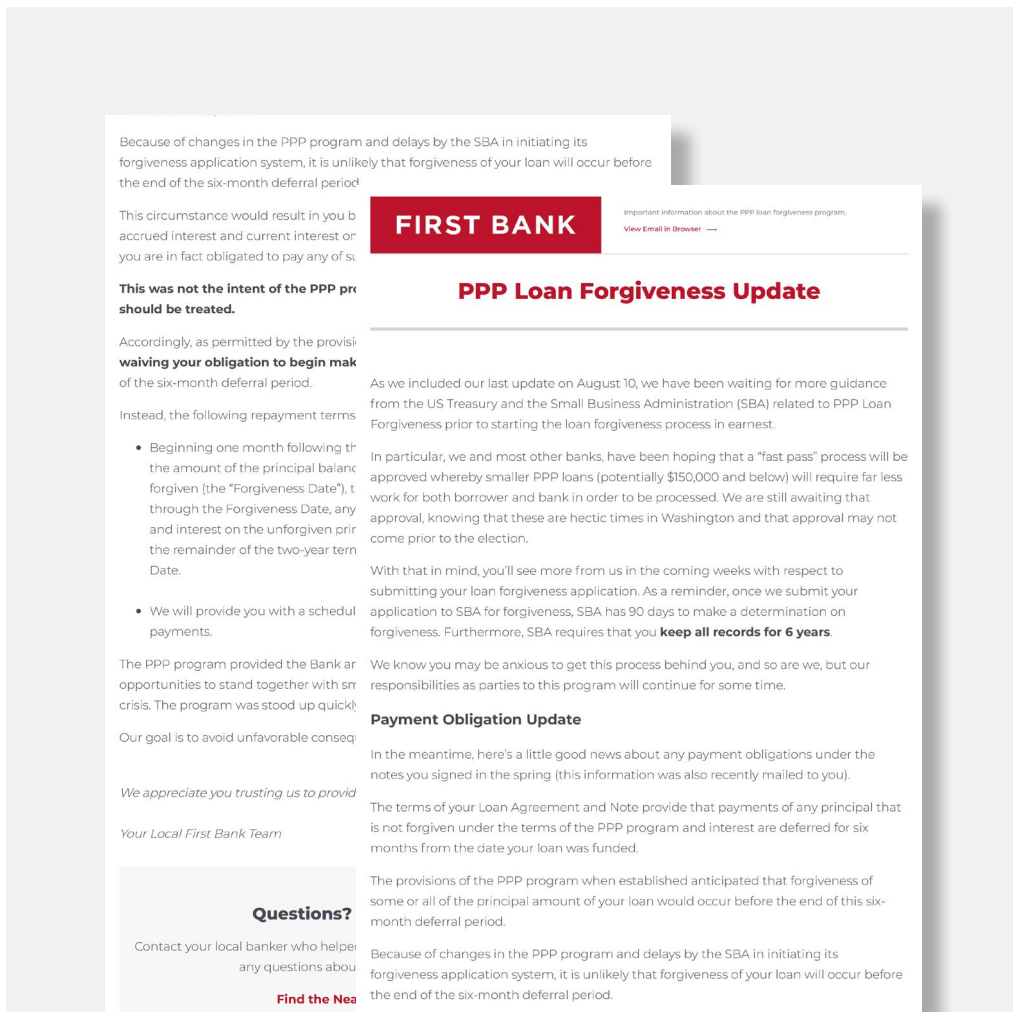 Because of changes in the PPP program and delays by the SBA in initiating its
forgiveness application system, it is unlikely that forgiveness of your loan will occur before
the end of the six-month deferral period
This circumstance would result in you b
accrued interest and current interest on
you are in fact obligated to pay any of su
This was not the intent of the PPP pro
should be treated.
Accordingly, as permitted by the provisi
waiving your obligation to begin mak
of the six-month deferral period.
Instead, the following repayment terms
• Beginning one month following th
the amount of the principal balanc
forgiven (the “Forgiveness Date”), t
through the Forgiveness Date, any
and interest on the unforgiven prin
the remainder of the two-year term
Date.
• We will provide you with a schedul
payments.
The PPP program provided the Bank an
opportunities to stand together with sm
crisis. The program was stood up quickly
Our goal is to avoid unfavorable conseq
We appreciate you trusting us to provid
Your Local First Bank Team
Questions?
Contact your local banker who helpe
any questions abou
Find the Nea
FIRST BANK
Important Information about the PPP loan forgiveness program.
View Email in Browser →
PPP Loan Forgiveness Update
As we included our last update on August 10, we have been waiting for more guidance
from the US Treasury and the Small Business Administration (SBA) related to PPP Loan
Forgiveness prior to starting the loan forgiveness process in earnest.
In particular, we and most other banks, have been hoping that a “fast pass” process will be
approved whereby smaller PPP loans (potentially $150,000 and below) will require far less
work for both borrower and bank in order to be processed. We are still awaiting that
approval, knowing that these are hectic times in Washington and that approval may not
come prior to the election.
With that in mind, you’ll see more from us in the coming weeks with respect to
submitting your loan forgiveness application. As a reminder, once we submit your
application to SBA for forgiveness, SBA has 90 days to make a determination on
forgiveness. Furthermore, SBA requires that you keep all records for 6 years.
We know you may be anxious to get this process behind you, and so are we, but our
responsibilities as parties to this program will continue for some time.
Payment Obligation Update
In the meantime, here’s a little good news about any payment obligations under the
notes you signed in the spring (this information was also recently mailed to you).
The terms of your Loan Agreement and Note provide that payments of any principal that
is not forgiven under the terms of the PPP program and interest are deferred for six
months from the date your loan was funded.
The provisions of the PPP program when established anticipated that forgiveness of
some or all of the principal amount of your loan would occur before the end of this six-
month deferral period.
Because of changes in the PPP program and delays by the SBA in initiating its
forgiveness application system, it is unlikely that forgiveness of your loan will occur before
the end of the six-month deferral period.